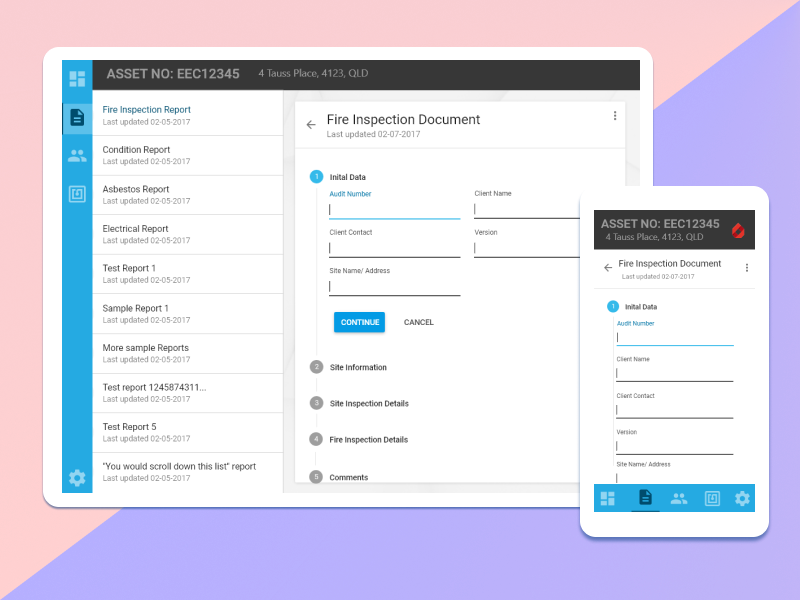 ASSET NO: EEC12345
4 Tauss Place, 4123, QLD
Fire Inspection Report
Last updated 02-05-2017
Condition Report
Last updated 02-05-2017
Asbestos Report
Last updated 02-05-2017
Electrical Report
Last updated 02-05-2017
Test Report 1
Last updated 02-05-2017
Sample Report 1
Last updated 02-05-2017
More sample Reports
Last updated 02-05-2017
Test report 1245874311...
Last updated 02-05-2017
Test Report 5
Last updated 02-05-2017
"You would scroll down this list" report
Last updated 02-05-2017
Fire Inspection Document
Last updated 02-07-2017
1 Inital Data
Audit Number
Client Name
Client Contact
Version
Site Name/ Address
CONTINUE
CANCEL
2 Site Information
3 Site Inspection Details
4 Fire Inspection Details
5 Comments
ASSET NO: EEC12345
4 Tauss Place, 4123, QLD
Fire Inspection Document
Last updated 02-07-2017
1 Inital Data
Audit Number
Client Name
Client Contact
Version
Site Name/ Address